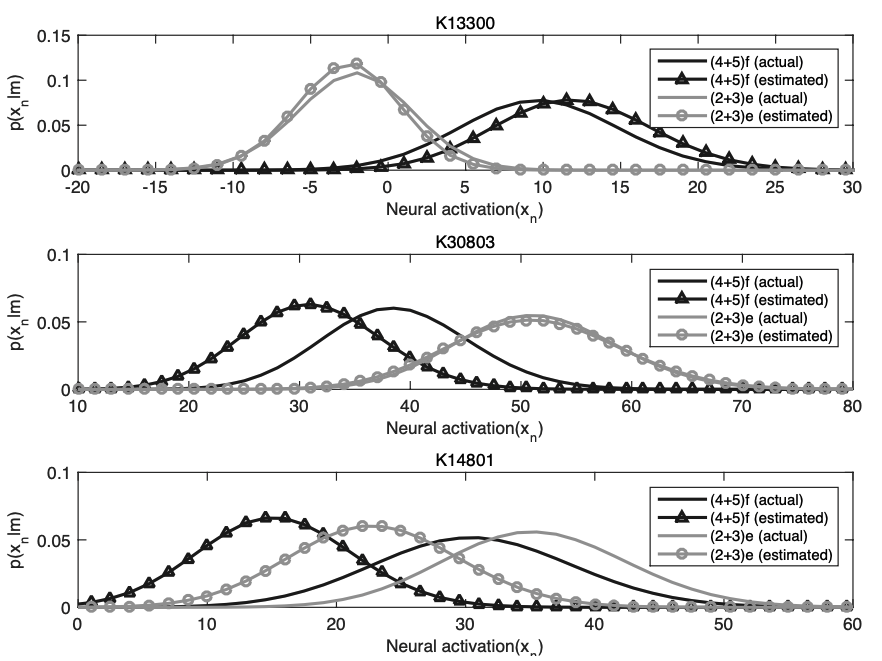 K13300
0.15
0.1
0.05
0
p(x_n|m)
(4+5)f (actual)
(4+5)f (estimated)
(2+3)e (actual)
(2+3)e (estimated)
-20 -15 -10 -5 0 5 10 15 20 25 30
Neural activation(x_n)
K30803
0.1
0.05
0
p(x_n|m)
(4+5)f (actual)
(4+5)f (estimated)
(2+3)e (actual)
(2+3)e (estimated)
10 20 30 40 50 60 70 80
Neural activation(x_n)
K14801
0.1
0.05
0
p(x_n|m)
(4+5)f (actual)
(4+5)f (estimated)
(2+3)e (actual)
(2+3)e (estimated)
0 10 20 30 40 50 60
Neural activation(x_n)